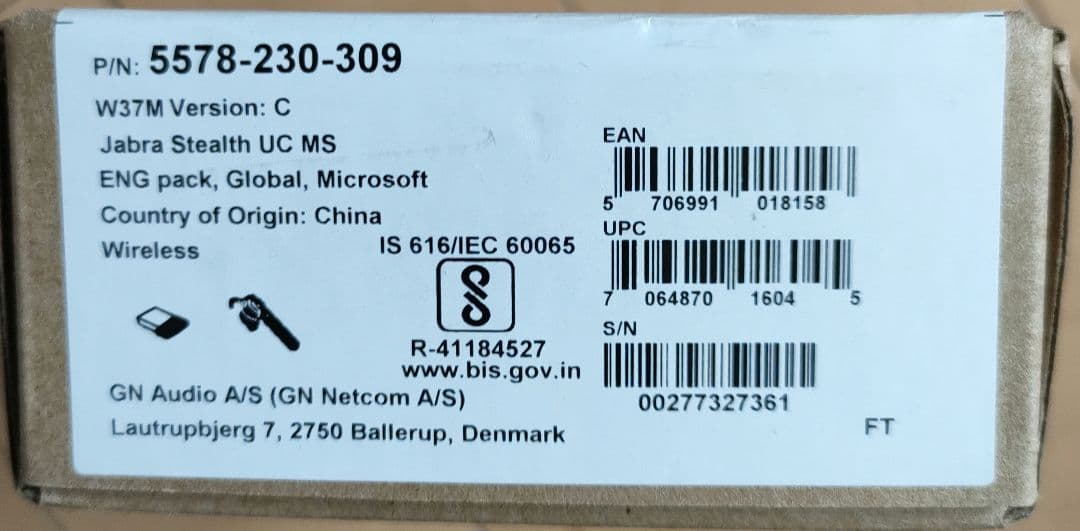 P/N: 5578-230-309
W37M Version: C
Jabra Stealth UC MS
ENG pack, Global, Microsoft
Country of Origin: China
Wireless
IS 616/IEC 60065
R-41184527
www.bis.gov.in
GN Audio A/S (GN Netcom A/S)
Lautrupbjerg 7, 2750 Ballerup, Denmark
EAN
5 706991 018158
UPC
7 064870 1604 5
S/N
00277327361
FT